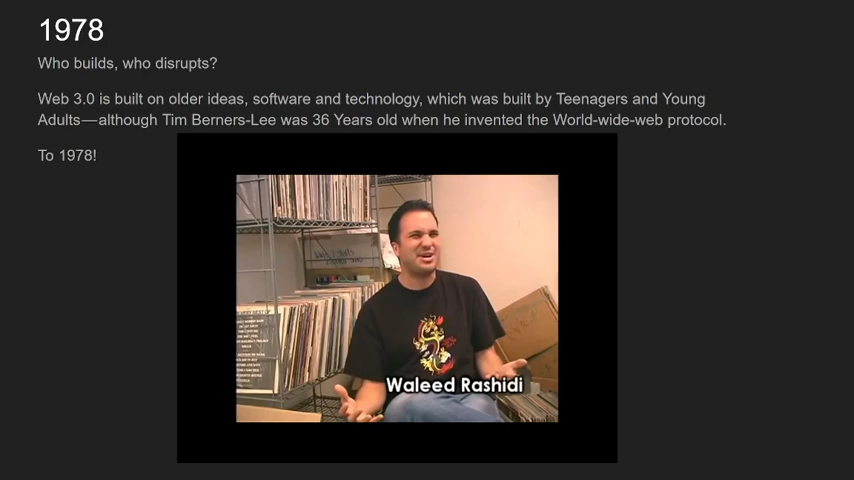 1978
Who builds, who disrupts?
Web 3.0 is built on older ideas, software and technology, which was built by Teenagers and Young
Adults—although Tim Berners-Lee was 36 Years old when he invented the World-wide-web protocol.
To 1978!
Waleed Rashidi